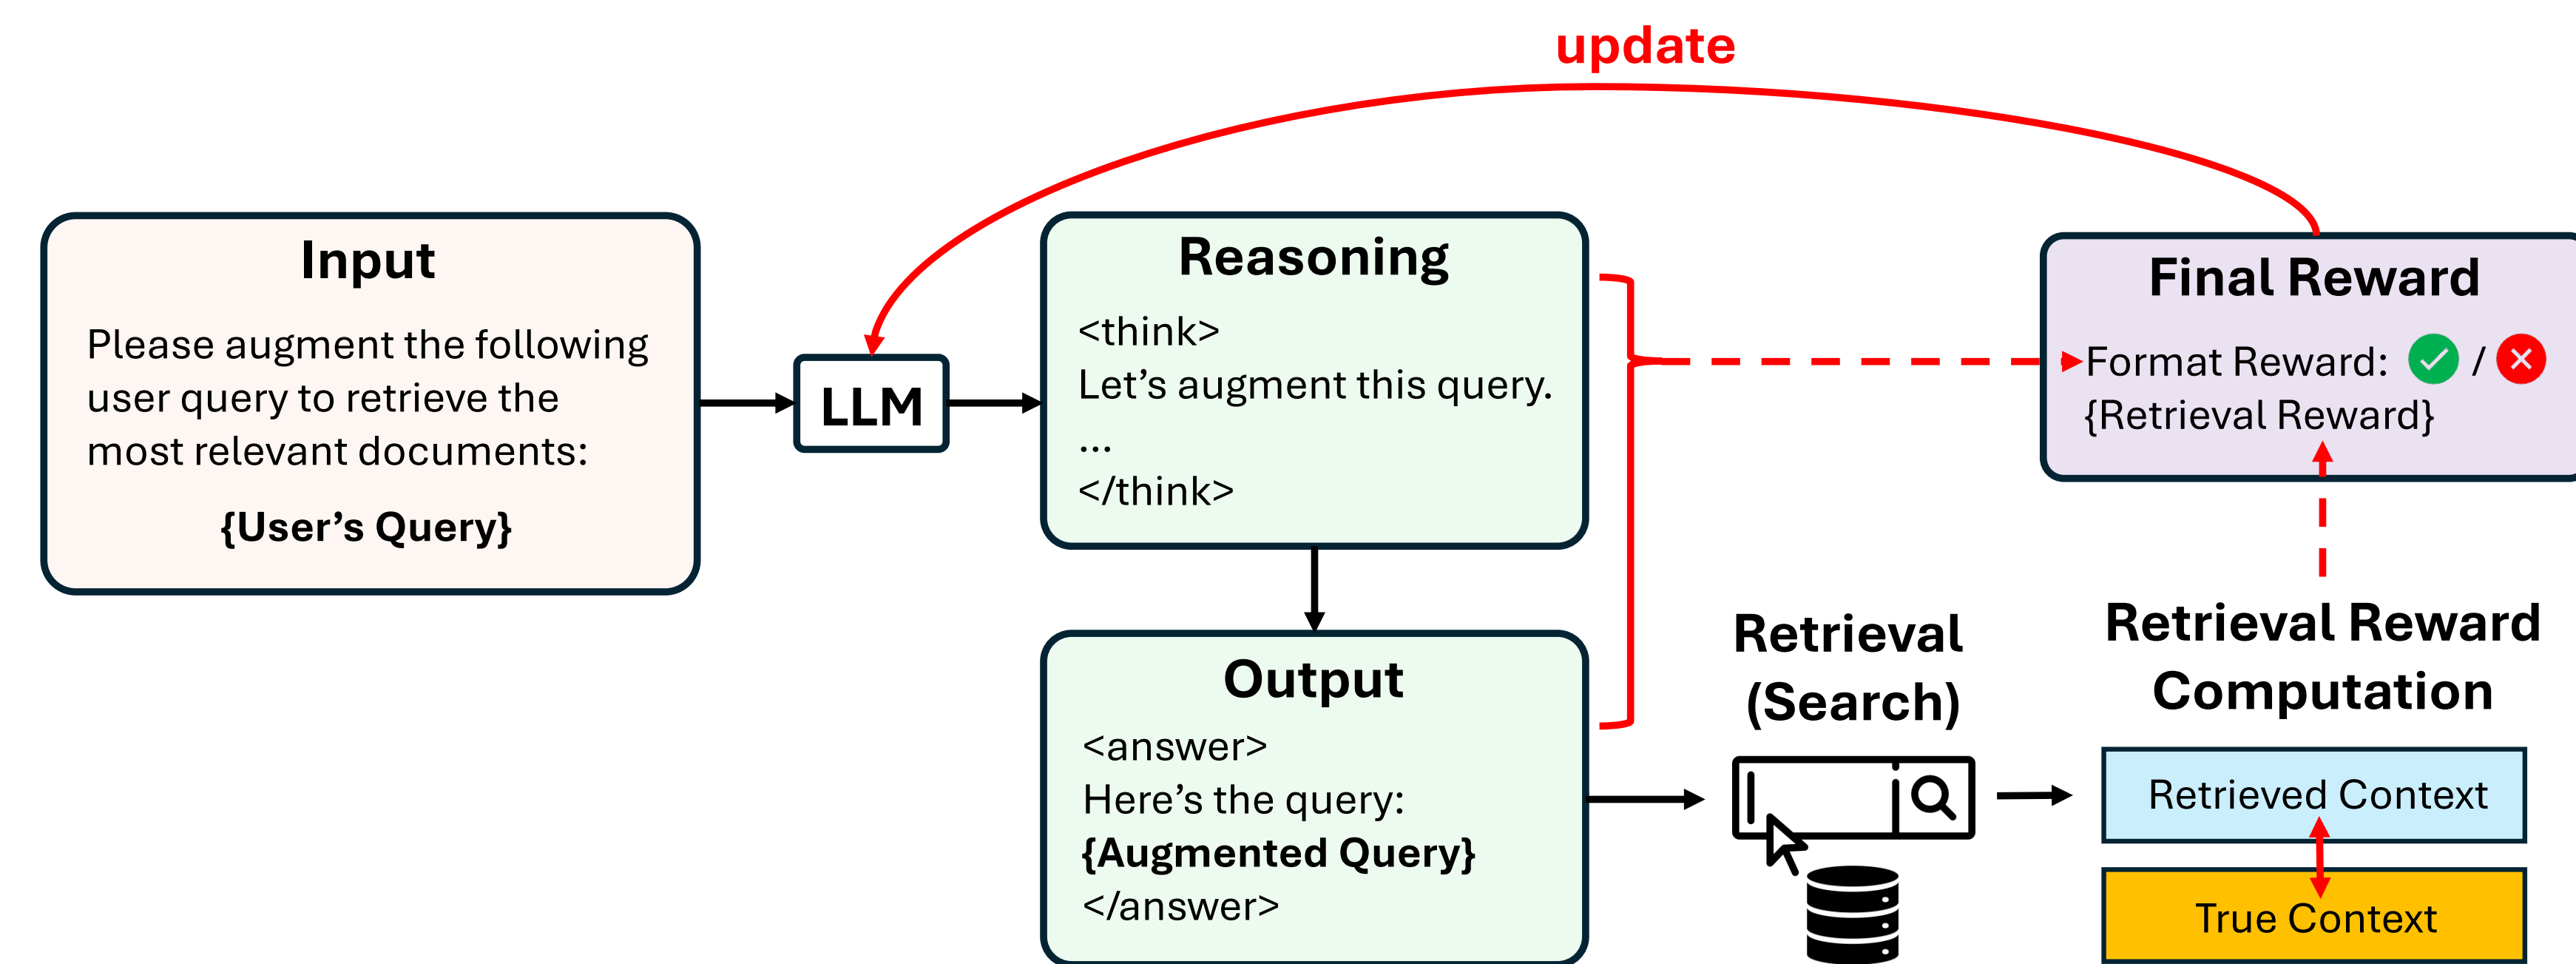 update
Input
Please augment the following
user query to retrieve the
most relevant documents:
{User’s Query}
LLM
Reasoning
<think>
Let’s augment this query.
...
</think>
Output
<answer>
Here’s the query:
{Augmented Query}
</answer>
Retrieval
(Search)
Final Reward
Format Reward: /
{Retrieval Reward}
Retrieval Reward
Computation
Retrieved Context
True Context